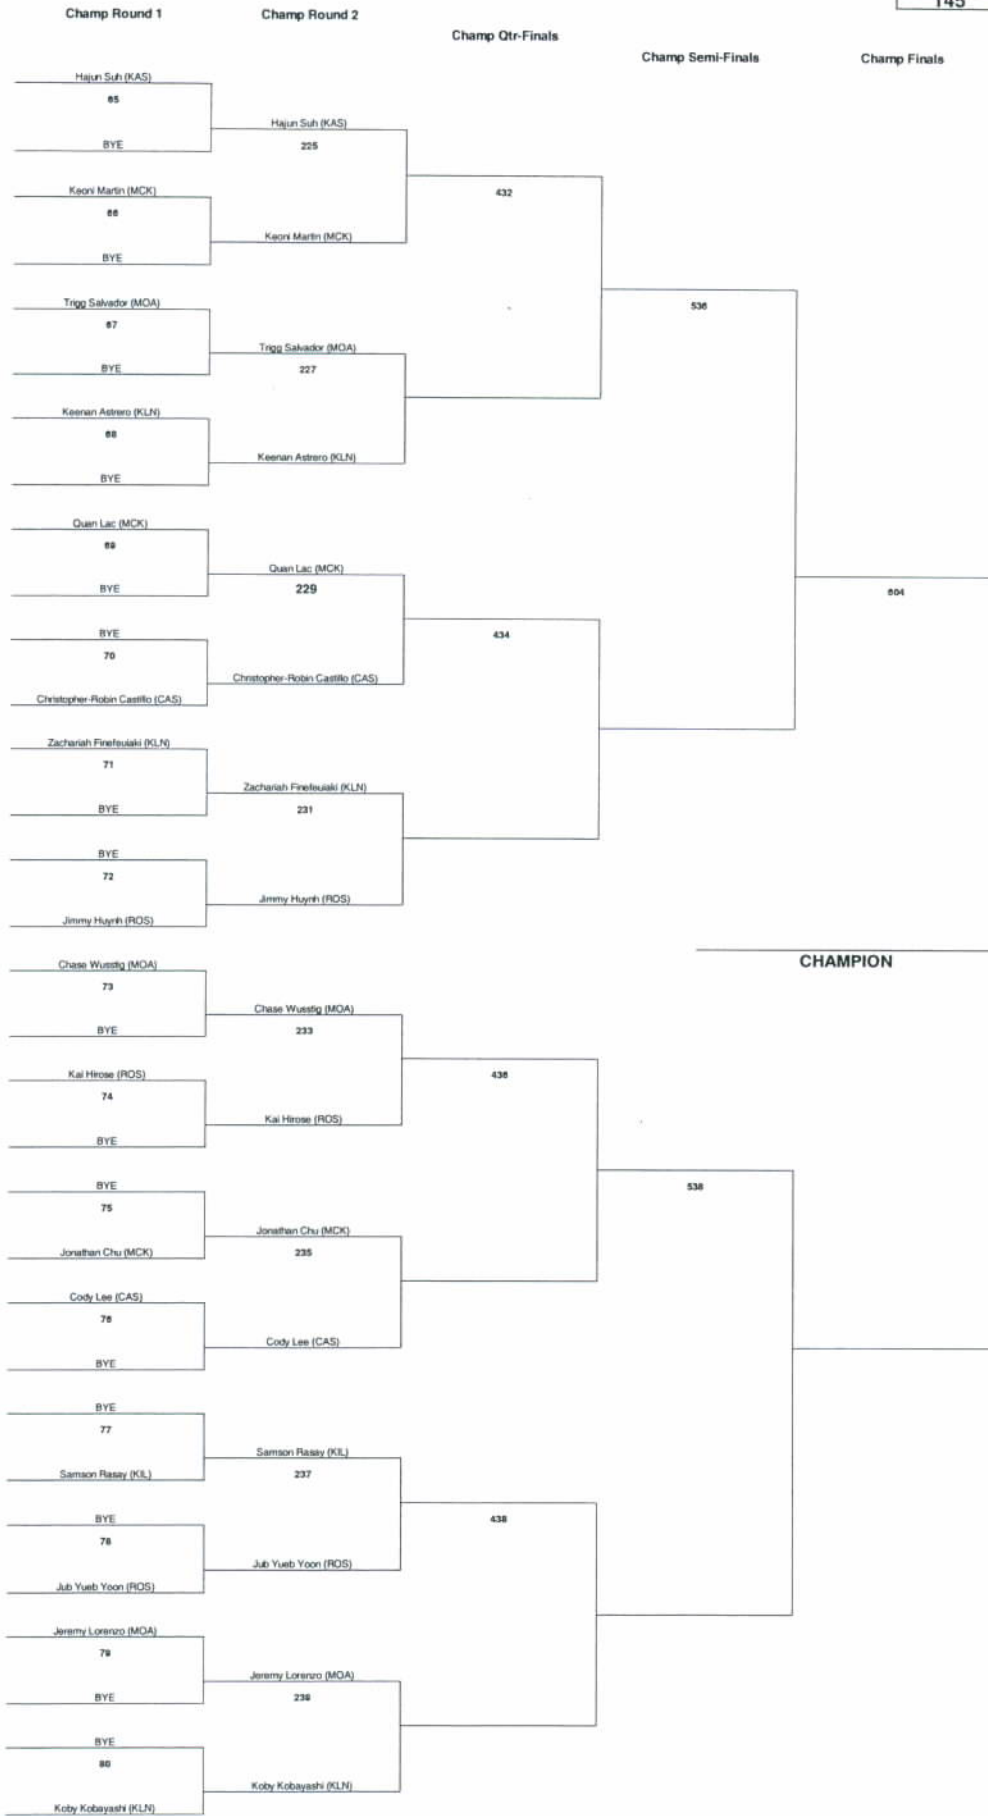 145
Champ Round 1
Champ Round 2
Champ Qtr-Finals
Champ Semi-Finals
Champ Finals
Hajun Suh (KAS)
65
BYE
Hajun Suh (KAS)
225
Keoni Martin (MCK)
66
BYE
Keoni Martin (MCK)
432
Trigg Salvador (MOA)
67
BYE
Trigg Salvador (MOA)
227
Keenan Astrero (KLN)
68
BYE
Keenan Astrero (KLN)
536
Quan Lac (MCK)
69
BYE
Quan Lac (MCK)
229
BYE
70
Christopher-Robin Castillo (CAS)
Christopher-Robin Castillo (CAS)
434
604
Zachariah Finefeuiaki (KLN)
71
BYE
Zachariah Finefeuiaki (KLN)
231
BYE
72
Jimmy Huynh (ROS)
Jimmy Huynh (ROS)
CHAMPION
Chase Wusstig (MOA)
73
BYE
Chase Wusstig (MOA)
233
Kai Hirose (ROS)
74
BYE
Kai Hirose (ROS)
436
BYE
75
Jonathan Chu (MCK)
Jonathan Chu (MCK)
235
Cody Lee (CAS)
76
BYE
Cody Lee (CAS)
538
BYE
77
Samson Rasay (KIL)
Samson Rasay (KIL)
237
BYE
78
Jub Yueb Yoon (ROS)
Jub Yueb Yoon (ROS)
438
Jeremy Lorenzo (MOA)
79
BYE
Jeremy Lorenzo (MOA)
239
BYE
80
Koby Kobayashi (KLN)
Koby Kobayashi (KLN)